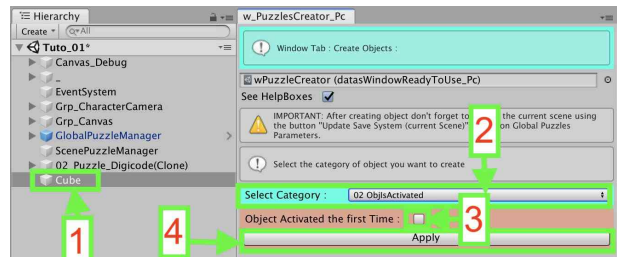 Hierarchy
Create
All
Tuto_01*
Canvas_Debug
_
EventSystem
Grp_CharacterCamera
Grp_Canvas
GlobalPuzzleManager
ScenePuzzleManager
02_Puzzle_Digicode(Clone)
Cube
1
w_PuzzlesCreator_Pc
Window Tab : Create Objects :
wPuzzleCreator (datasWindowReadyToUse_Pc)
See HelpBoxes
IMPORTANT: After creating object don't forget to the current scene using
the button "Update Save System (current Scene)" on Global Puzzles
Parameters.
2
Select the category of object you want to create
Select Category : 02 ObjIsActivated
Object Activated the first Time :
3
4
Apply